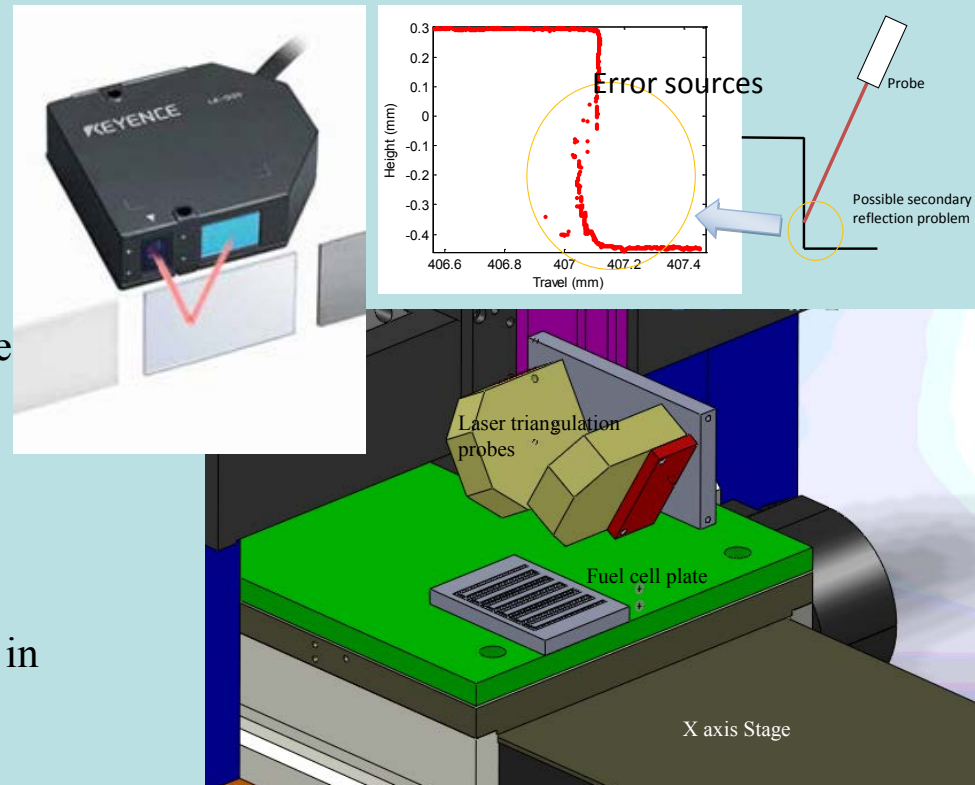 KEYENCE
Error sources
0.3
0.2
0.1
0
-0.1
-0.2
-0.3
-0.4
Height (mm)
406.6 406.8 407 407.2 407.4
Travel (mm)
Probe
Possible secondary
reflection problem
e
Laser triangulation
probes
Fuel cell plate
in
X axis Stage